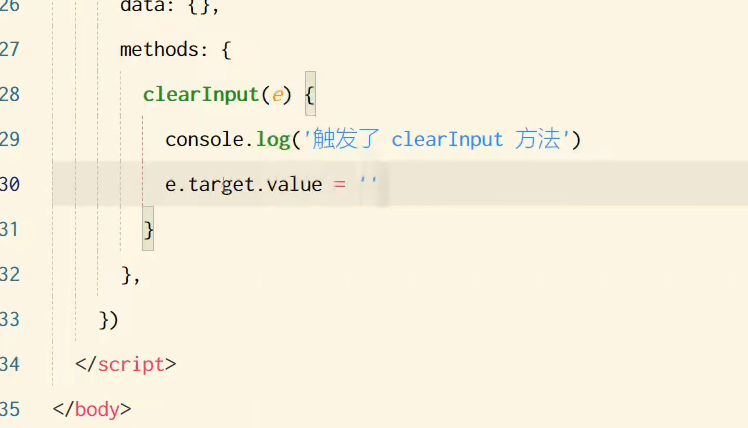 26 data: {},
27 methods: {
28 clearInput(e) {
29 console.log('触发了 clearInput 方法')
30 e.target.value = ''
31 }
32 },
33 })
34 </script>
35 </body>